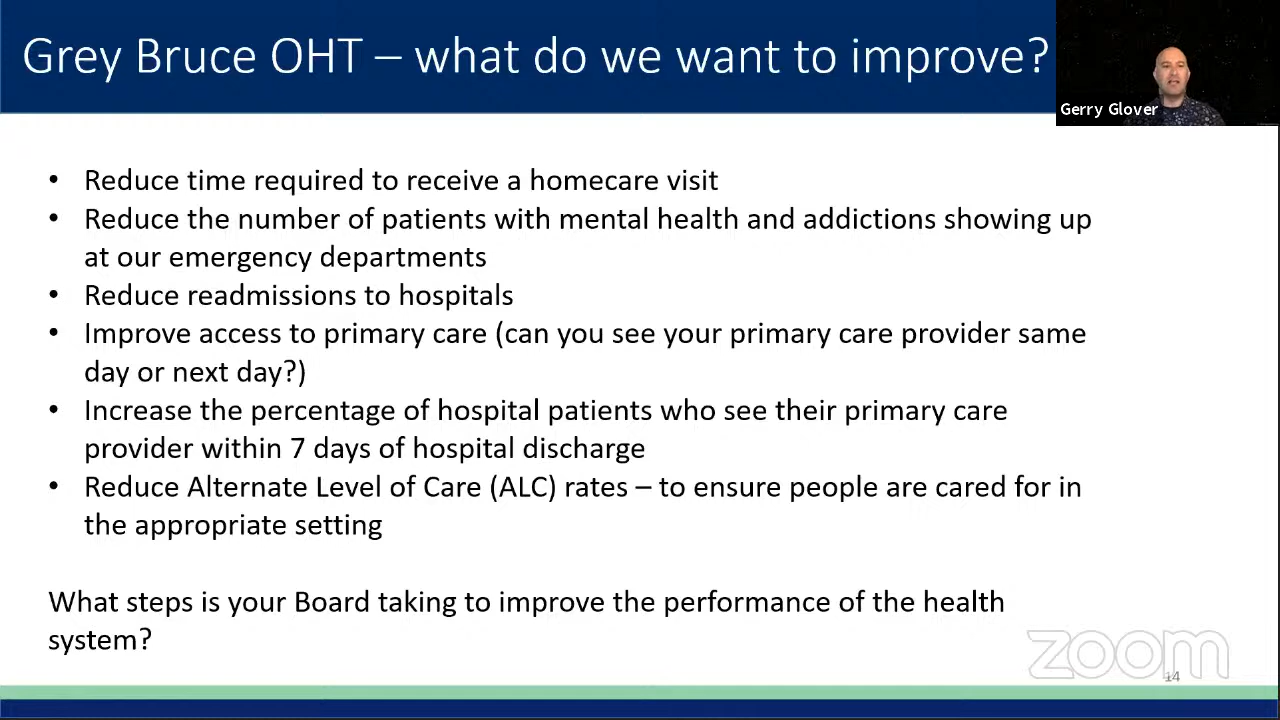 Grey Bruce OHT – what do we want to improve?
Gerry Glover
• Reduce time required to receive a homecare visit
• Reduce the number of patients with mental health and addictions showing up
at our emergency departments
• Reduce readmissions to hospitals
• Improve access to primary care (can you see your primary care provider same
day or next day?)
• Increase the percentage of hospital patients who see their primary care
provider within 7 days of hospital discharge
• Reduce Alternate Level of Care (ALC) rates – to ensure people are cared for in
the appropriate setting
What steps is your Board taking to improve the performance of the health
system?
zoom
14